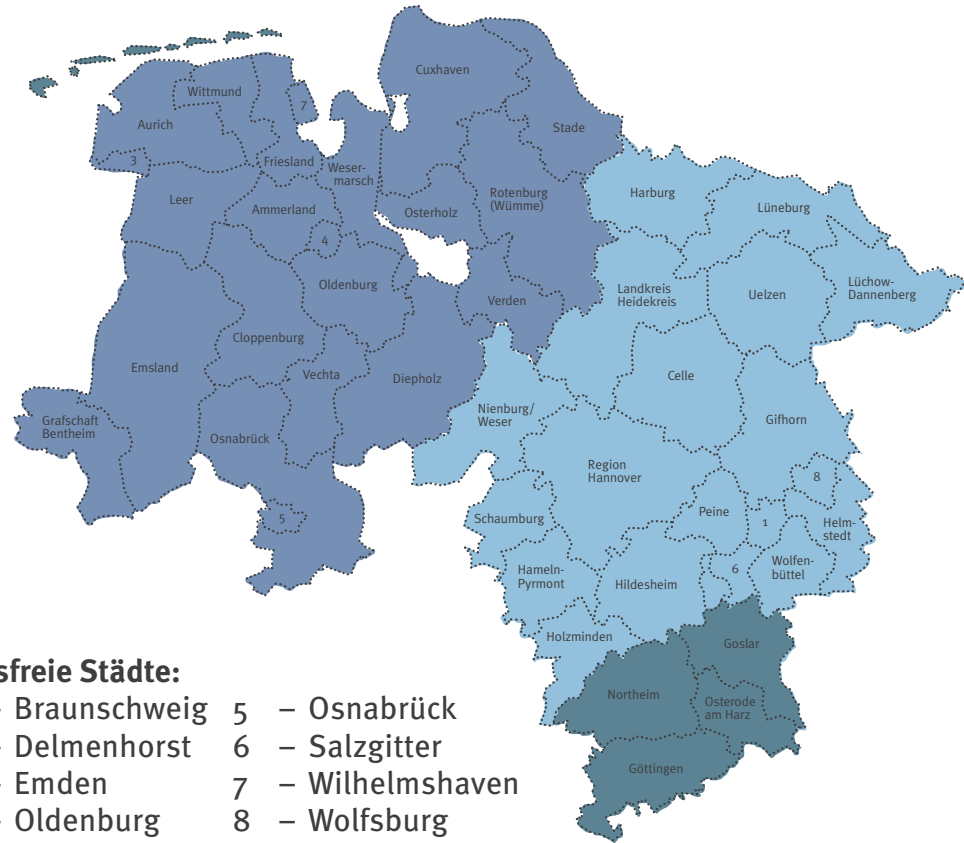 Cuxhaven
Wittmund
7
Aurich
Stade
3
Friesland
Weser-
marsch
Harburg
Leer
Rotenburg
(Wümme)
Ammerland
Osterholz
Lüneburg
4
Oldenburg
Landkreis
Heidekreis
Uelzen
Lüchow-
Dannenberg
Verden
Cloppenburg
Emsland
Vechta
Diepholz
Celle
Nienburg/
Weser
Gifhorn
Grafschaft
Bentheim
Osnabrück
Region
Hannover
8
5
Schaumburg
Peine
1
Helm-
stedt
Hameln-
Pyrmont
Hildesheim
6
Wolfen-
büttel
Holzminden
Goslar
Northeim
Osterode
am Harz
Göttingen
sfreie Städte:
– Braunschweig 5 – Osnabrück
– Delmenhorst 6 – Salzgitter
– Emden 7 – Wilhelmshaven
– Oldenburg 8 – Wolfsburg